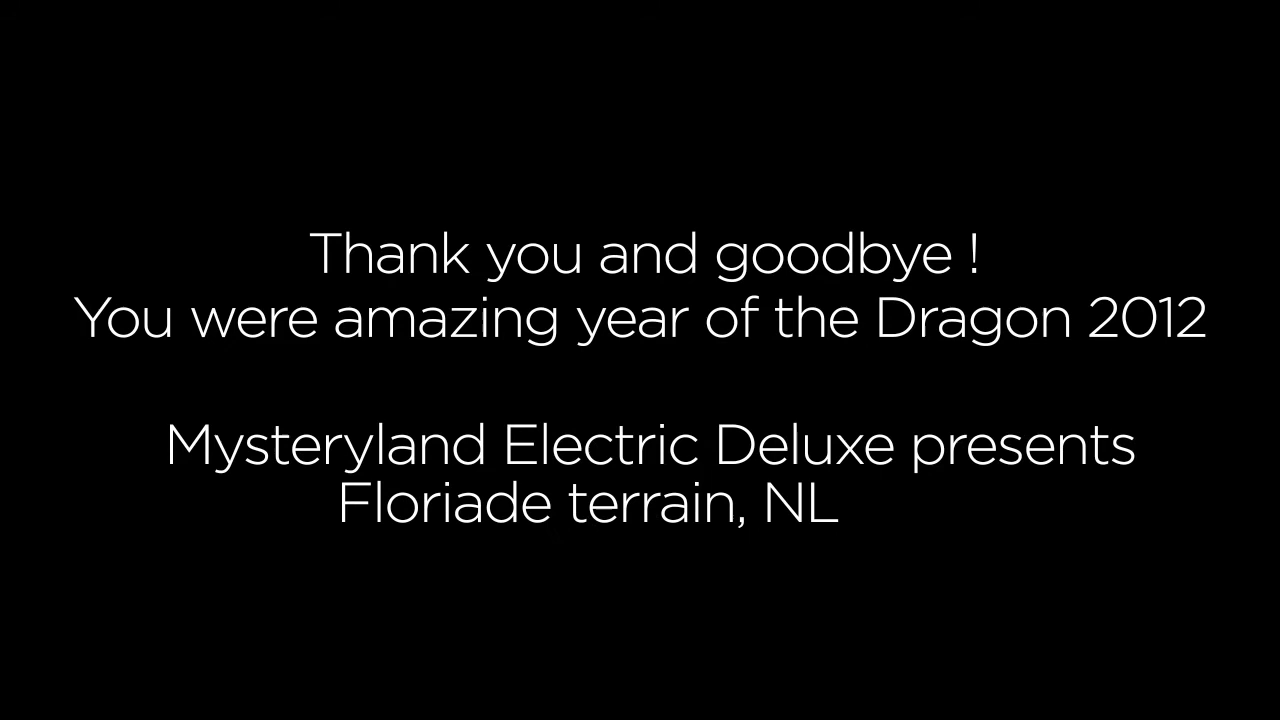 Thank you and goodbye !
You were amazing year of the Dragon 2012
Mysteryland Electric Deluxe presents
Floriade terrain, NL